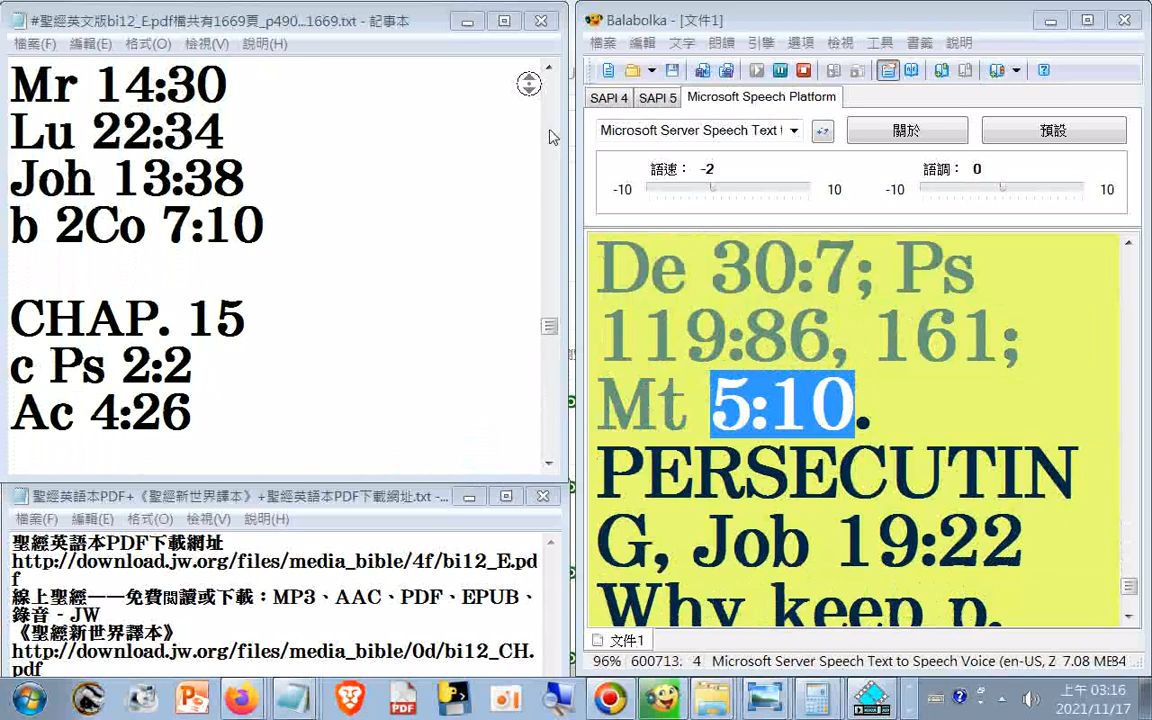 #聖經英文版bi12_E.pdf檔共有1669頁_p490...1669.txt - 記事本
檔案(F) 編輯(E) 格式(O) 檢視(V) 說明(H)
Mr 14:30
Lu 22:34
Joh 13:38
b 2Co 7:10
CHAP. 15
c Ps 2:2
Ac 4:26
聖經英語本PDF+《聖經新世界譯本》+聖經英語本PDF下載網址.txt -...
檔案(F) 編輯(E) 格式(O) 檢視(V) 說明(H)
聖經英語本PDF下載網址
http://download.jw.org/files/media_bible/4f/bi12_E.pd
f
線上聖經——免費閱讀或下載：MP3、AAC、PDF、EPUB、
錄音 - JW
《聖經新世界譯本》
http://download.jw.org/files/media_bible/0d/bi12_CH.
pdf
Balabolka - [文件1]
檔案 編輯 文字 朗讀 引擎 選項 檢視 工具 書籤 說明
SAPI 4 SAPI 5 Microsoft Speech Platform
Microsoft Server Speech Text 關於 預設
語速： -2 語調： 0
-10 10 -10 10
De 30:7; Ps
119:86, 161;
Mt 5:10.
PERSECUTIN
G, Job 19:22
Why keep p.
文件1
96% 600713: 4 Microsoft Server Speech Text to Speech Voice (en-US, Z 7.08 MB
上午 03:16
2021/11/17